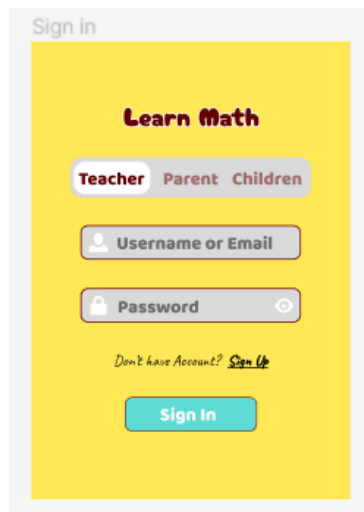 Sign in
Learn Math
Teacher Parent Children
Username or Email
Password
Don't have Account? Sign Up
Sign In